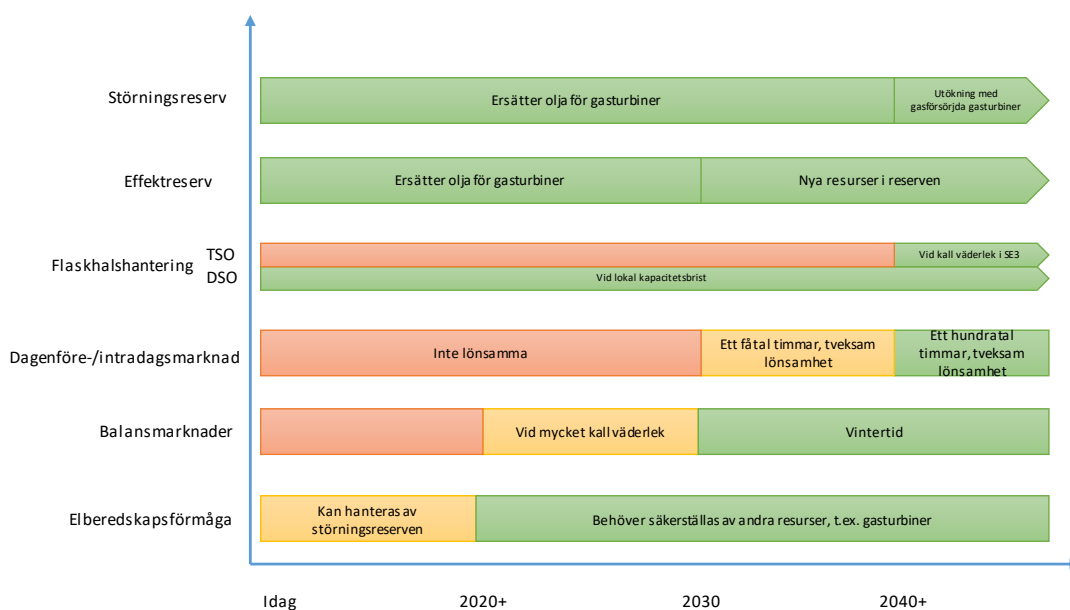 Störningsreserv
Ersätter olja för gasturbiner
Utökning med
gasförsörjda gasturbiner
Effektreserv
Ersätter olja för gasturbiner
Nya resurser i reserven
Flaskhalshantering
TSO
DSO
Vid kall väderlek i SE3
Vid lokal kapacitetsbrist
Dagenföre-/intradagsmarknad
Inte lönsamma
Ett fåtal timmar, tveksam
lönsamhet
Ett hundratal
timmar, tveksam
lönsamhet
Balansmarknader
Vid mycket kall väderlek
Vintertid
Elberedskapsförmåga
Kan hanteras av
störningsreserven
Behöver säkerställas av andra resurser, t.ex. gasturbiner
Idag
2020+
2030
2040+